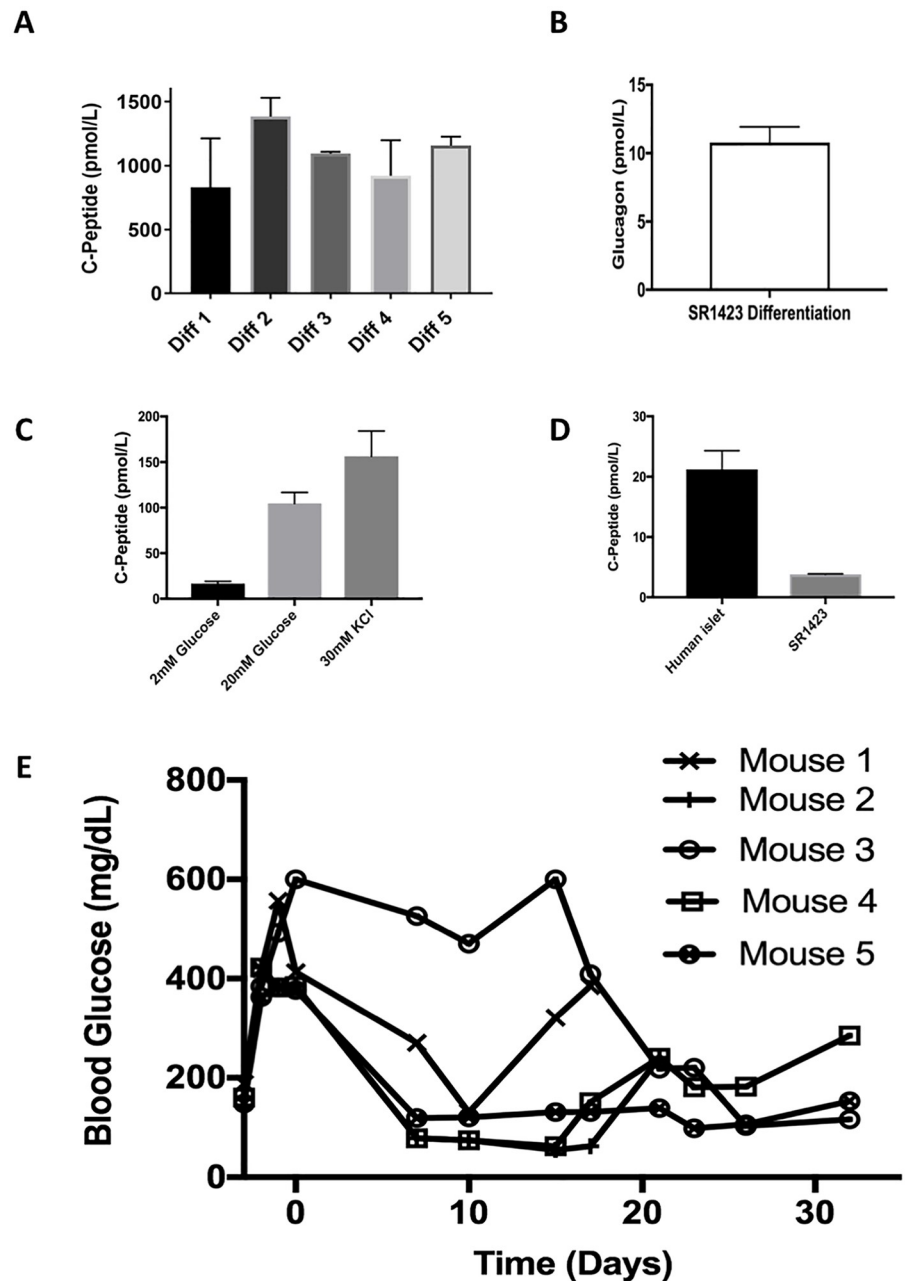 A
B
C-Peptide (pmol/L)
1500
1000
500
0
Diff 1
Diff 2
Diff 3
Diff 4
Diff 5
Glucagon (pmol/L)
15
10
5
0
SR1423 Differentiation
C
D
C-Peptide (pmol/L)
200
150
100
50
0
2mM Glucose
20mM Glucose
30mM KCl
C-Peptide (pmol/L)
30
20
10
0
Human islet
SR1423
E
Blood Glucose (mg/dL)
800
600
400
200
0
Mouse 1
Mouse 2
Mouse 3
Mouse 4
Mouse 5
0 10 20 30
Time (Days)